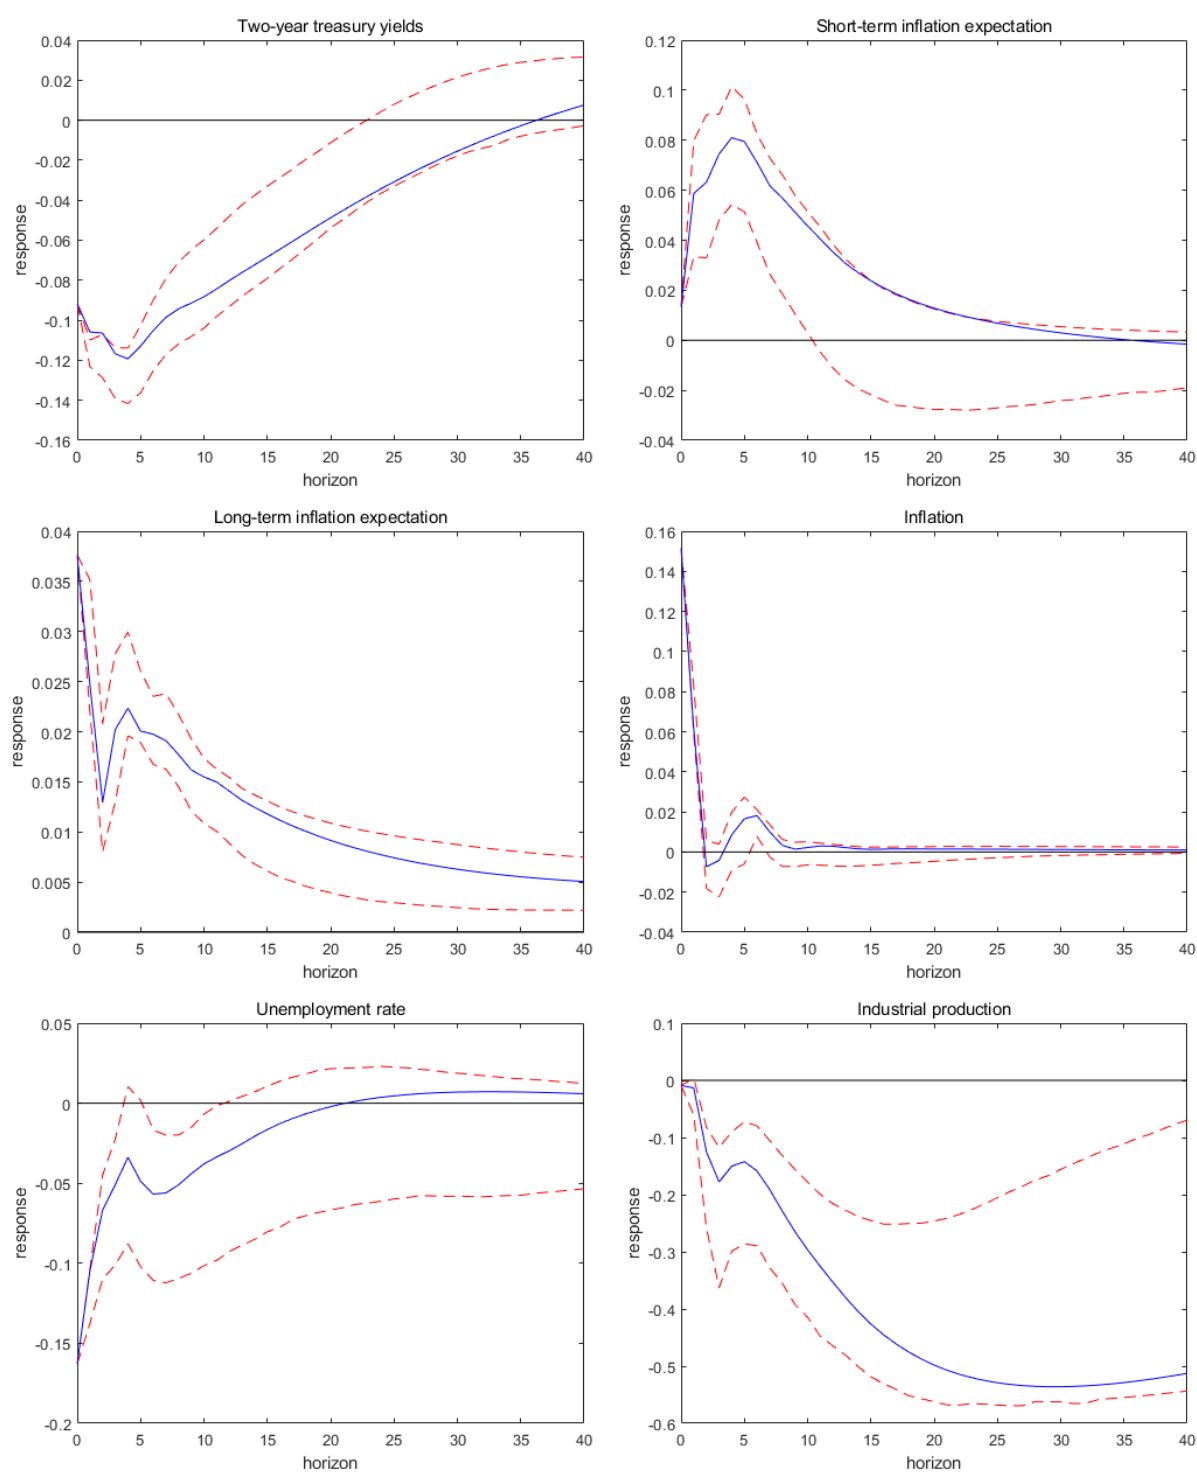 Two-year treasury yields
0.04
0.02
0
-0.02
-0.04
-0.06
-0.08
-0.1
-0.12
-0.14
-0.16
response
0 5 10 15 20 25 30 35 40
horizon
Short-term inflation expectation
0.12
0.1
0.08
0.06
0.04
0.02
0
-0.02
-0.04
response
0 5 10 15 20 25 30 35 40
horizon
Long-term inflation expectation
0.04
0.035
0.03
0.025
0.02
0.015
0.01
0.005
0
response
0 5 10 15 20 25 30 35 40
horizon
Inflation
0.16
0.14
0.12
0.1
0.08
0.06
0.04
0.02
0
-0.02
-0.04
response
0 5 10 15 20 25 30 35 40
horizon
Unemployment rate
0.05
0
-0.05
-0.1
-0.15
-0.2
response
0 5 10 15 20 25 30 35 40
horizon
Industrial production
0.1
0
-0.1
-0.2
-0.3
-0.4
-0.5
-0.6
response
0 5 10 15 20 25 30 35 40
horizon